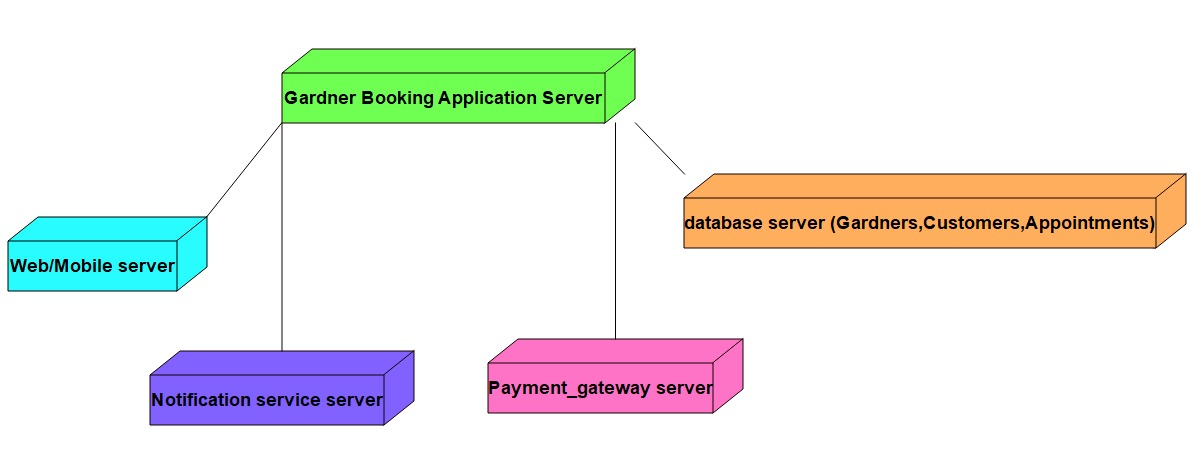 Gardner Booking Application Server
database server (Gardners,Customers,Appointments)
Web/Mobile server
Payment_gateway server
Notification service server